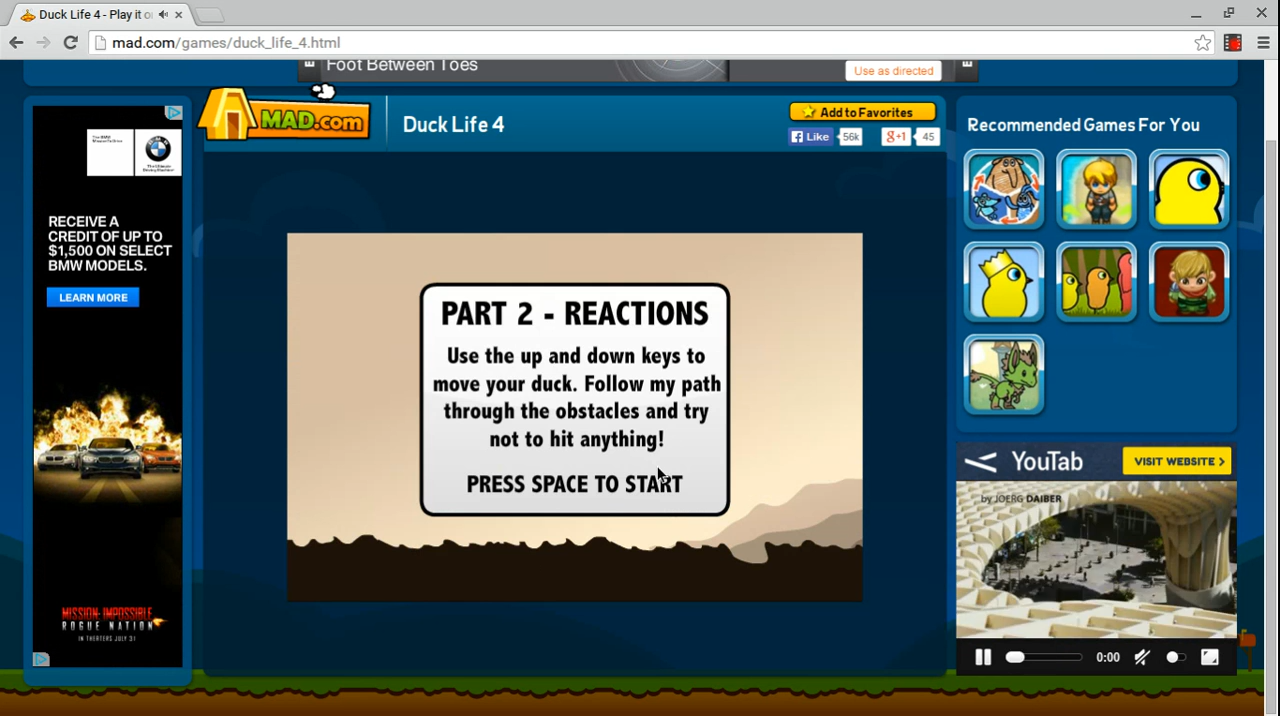 Duck Life 4 - Play it o
mad.com/games/duck_life_4.html
Foot Between Toes
Use as directed
MAD.com
Duck Life 4
Add to Favorites
Like 56k
g+1 45
Recommended Games For You
BMW
RECEIVE A
CREDIT OF UP TO
$1,500 ON SELECT
BMW MODELS.
LEARN MORE
MISSION: IMPOSSIBLE
ROGUE NATION
IN THEATERS JULY 31
PART 2 - REACTIONS
Use the up and down keys to
move your duck. Follow my path
through the obstacles and try
not to hit anything!
PRESS SPACE TO START
YouTab
VISIT WEBSITE >
by JOERG DAIBER
0:00